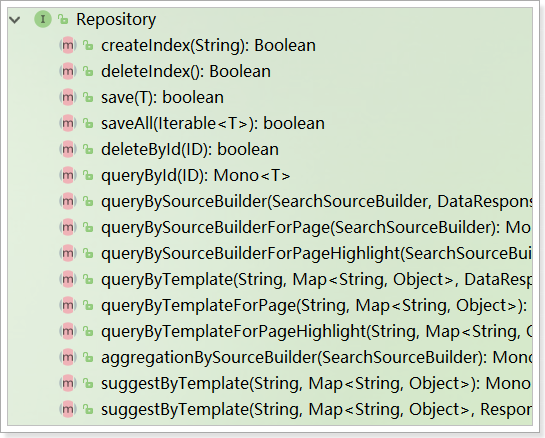 Repository
createIndex(String): Boolean
deleteIndex(): Boolean
save(T): boolean
saveAll(Iterable<T>): boolean
deleteById(ID): boolean
queryById(ID): Mono<T>
queryBySourceBuilder(SearchSourceBuilder, DataRespons
queryBySourceBuilderForPage(SearchSourceBuilder): Mo
queryBySourceBuilderForPageHighlight(SearchSourceBui
queryByTemplate(String, Map<String, Object>, DataResp
queryByTemplateForPage(String, Map<String, Object>):
queryByTemplateForPageHighlight(String, Map<String, O
aggregationBySourceBuilder(SearchSourceBuilder): Mono
suggestByTemplate(String, Map<String, Object>): Mono
suggestByTemplate(String, Map<String, Object>, Respon